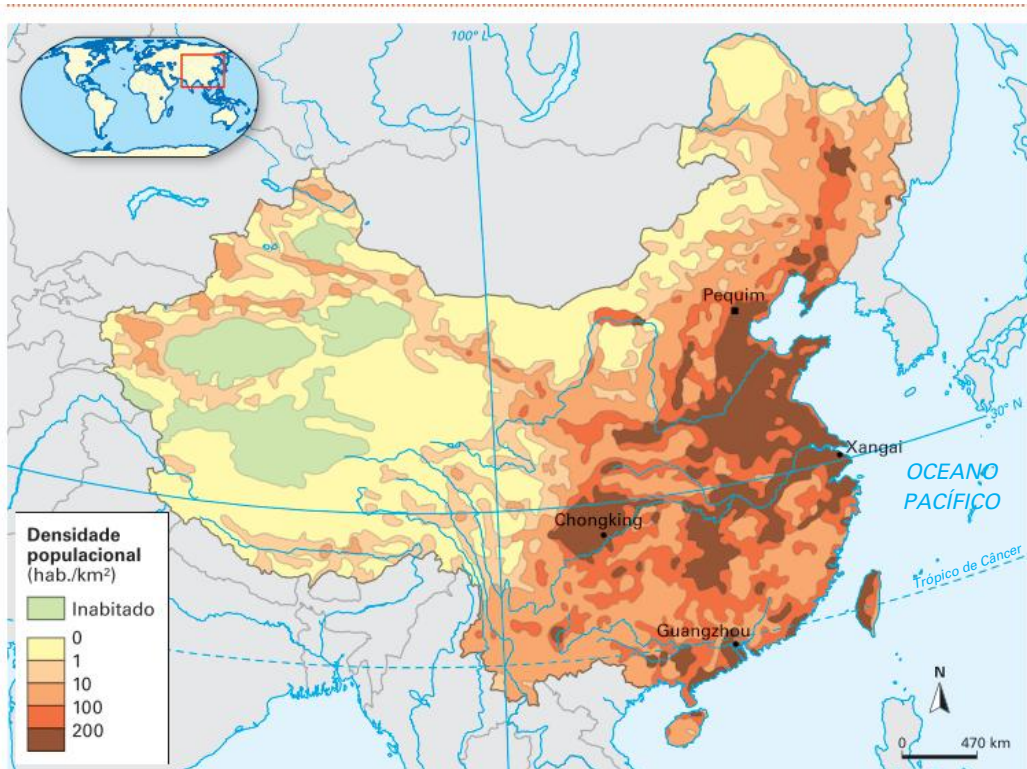 100° L
Pequim
30° N
Xangai
OCEANO
PACÍFICO
Chongking
Trópico de Câncer
Guangzhou
Densidade
populacional
(hab./km²)
Inabitado
0
1
10
100
200
N
0 470 km